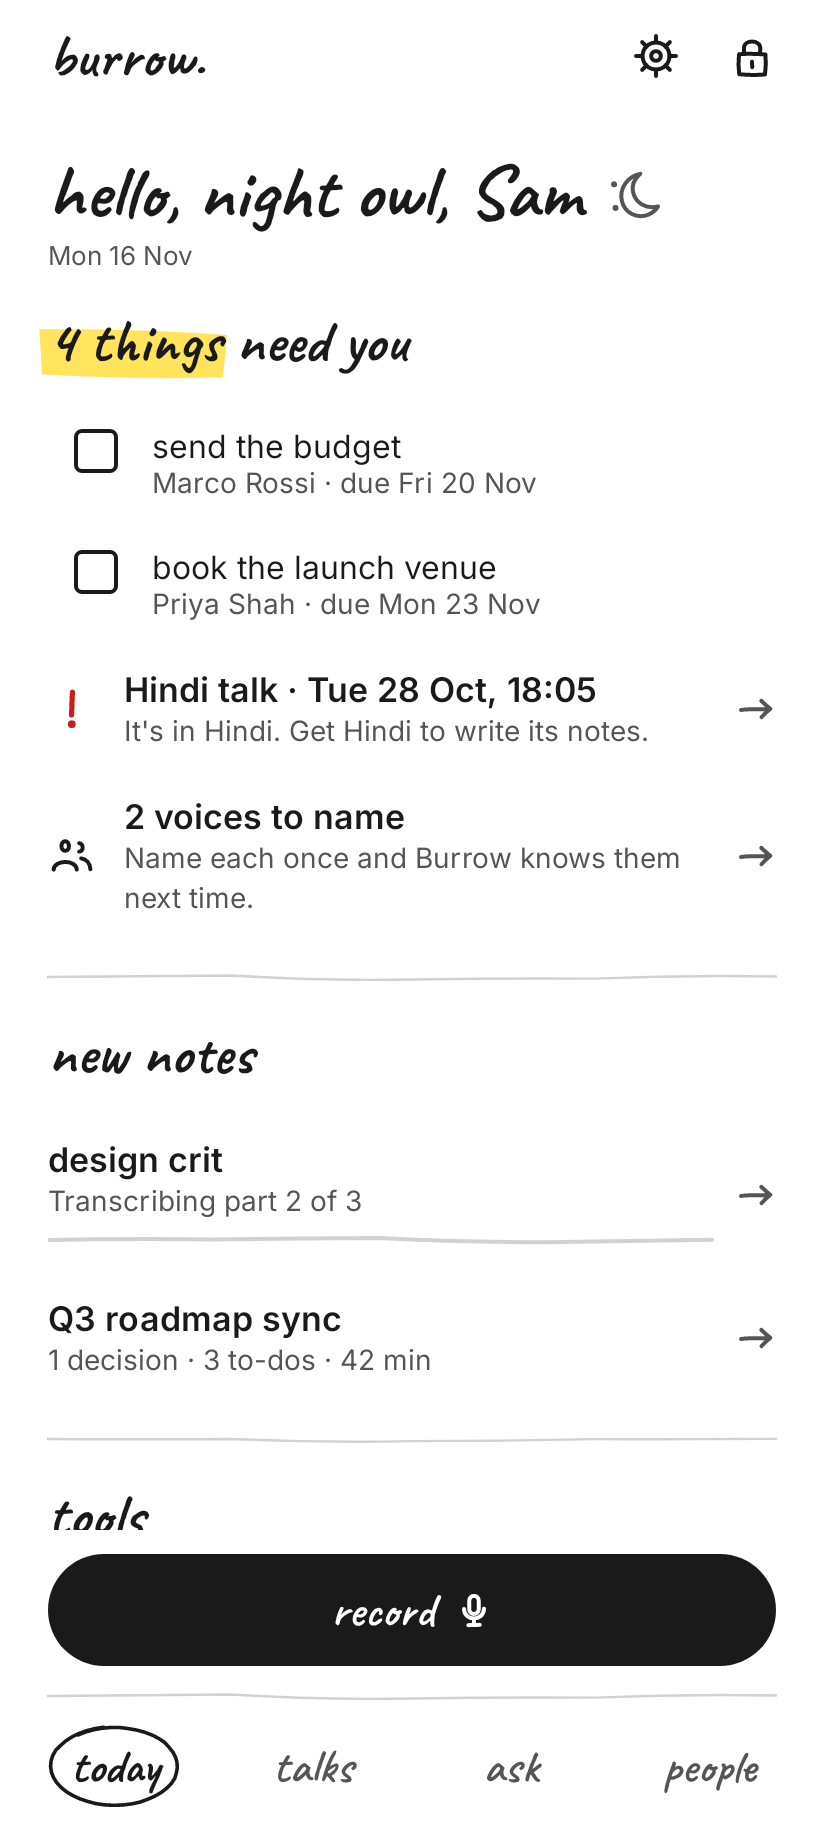 burrow.
hello, night owl, Sam
Mon 16 Nov
4 things need you
send the budget
Marco Rossi · due Fri 20 Nov
book the launch venue
Priya Shah · due Mon 23 Nov
Hindi talk · Tue 28 Oct, 18:05
It's in Hindi. Get Hindi to write its notes.
2 voices to name
Name each once and Burrow knows them
next time.
new notes
design crit
Transcribing part 2 of 3
Q3 roadmap sync
1 decision · 3 to-dos · 42 min
tools
record
today talks ask people